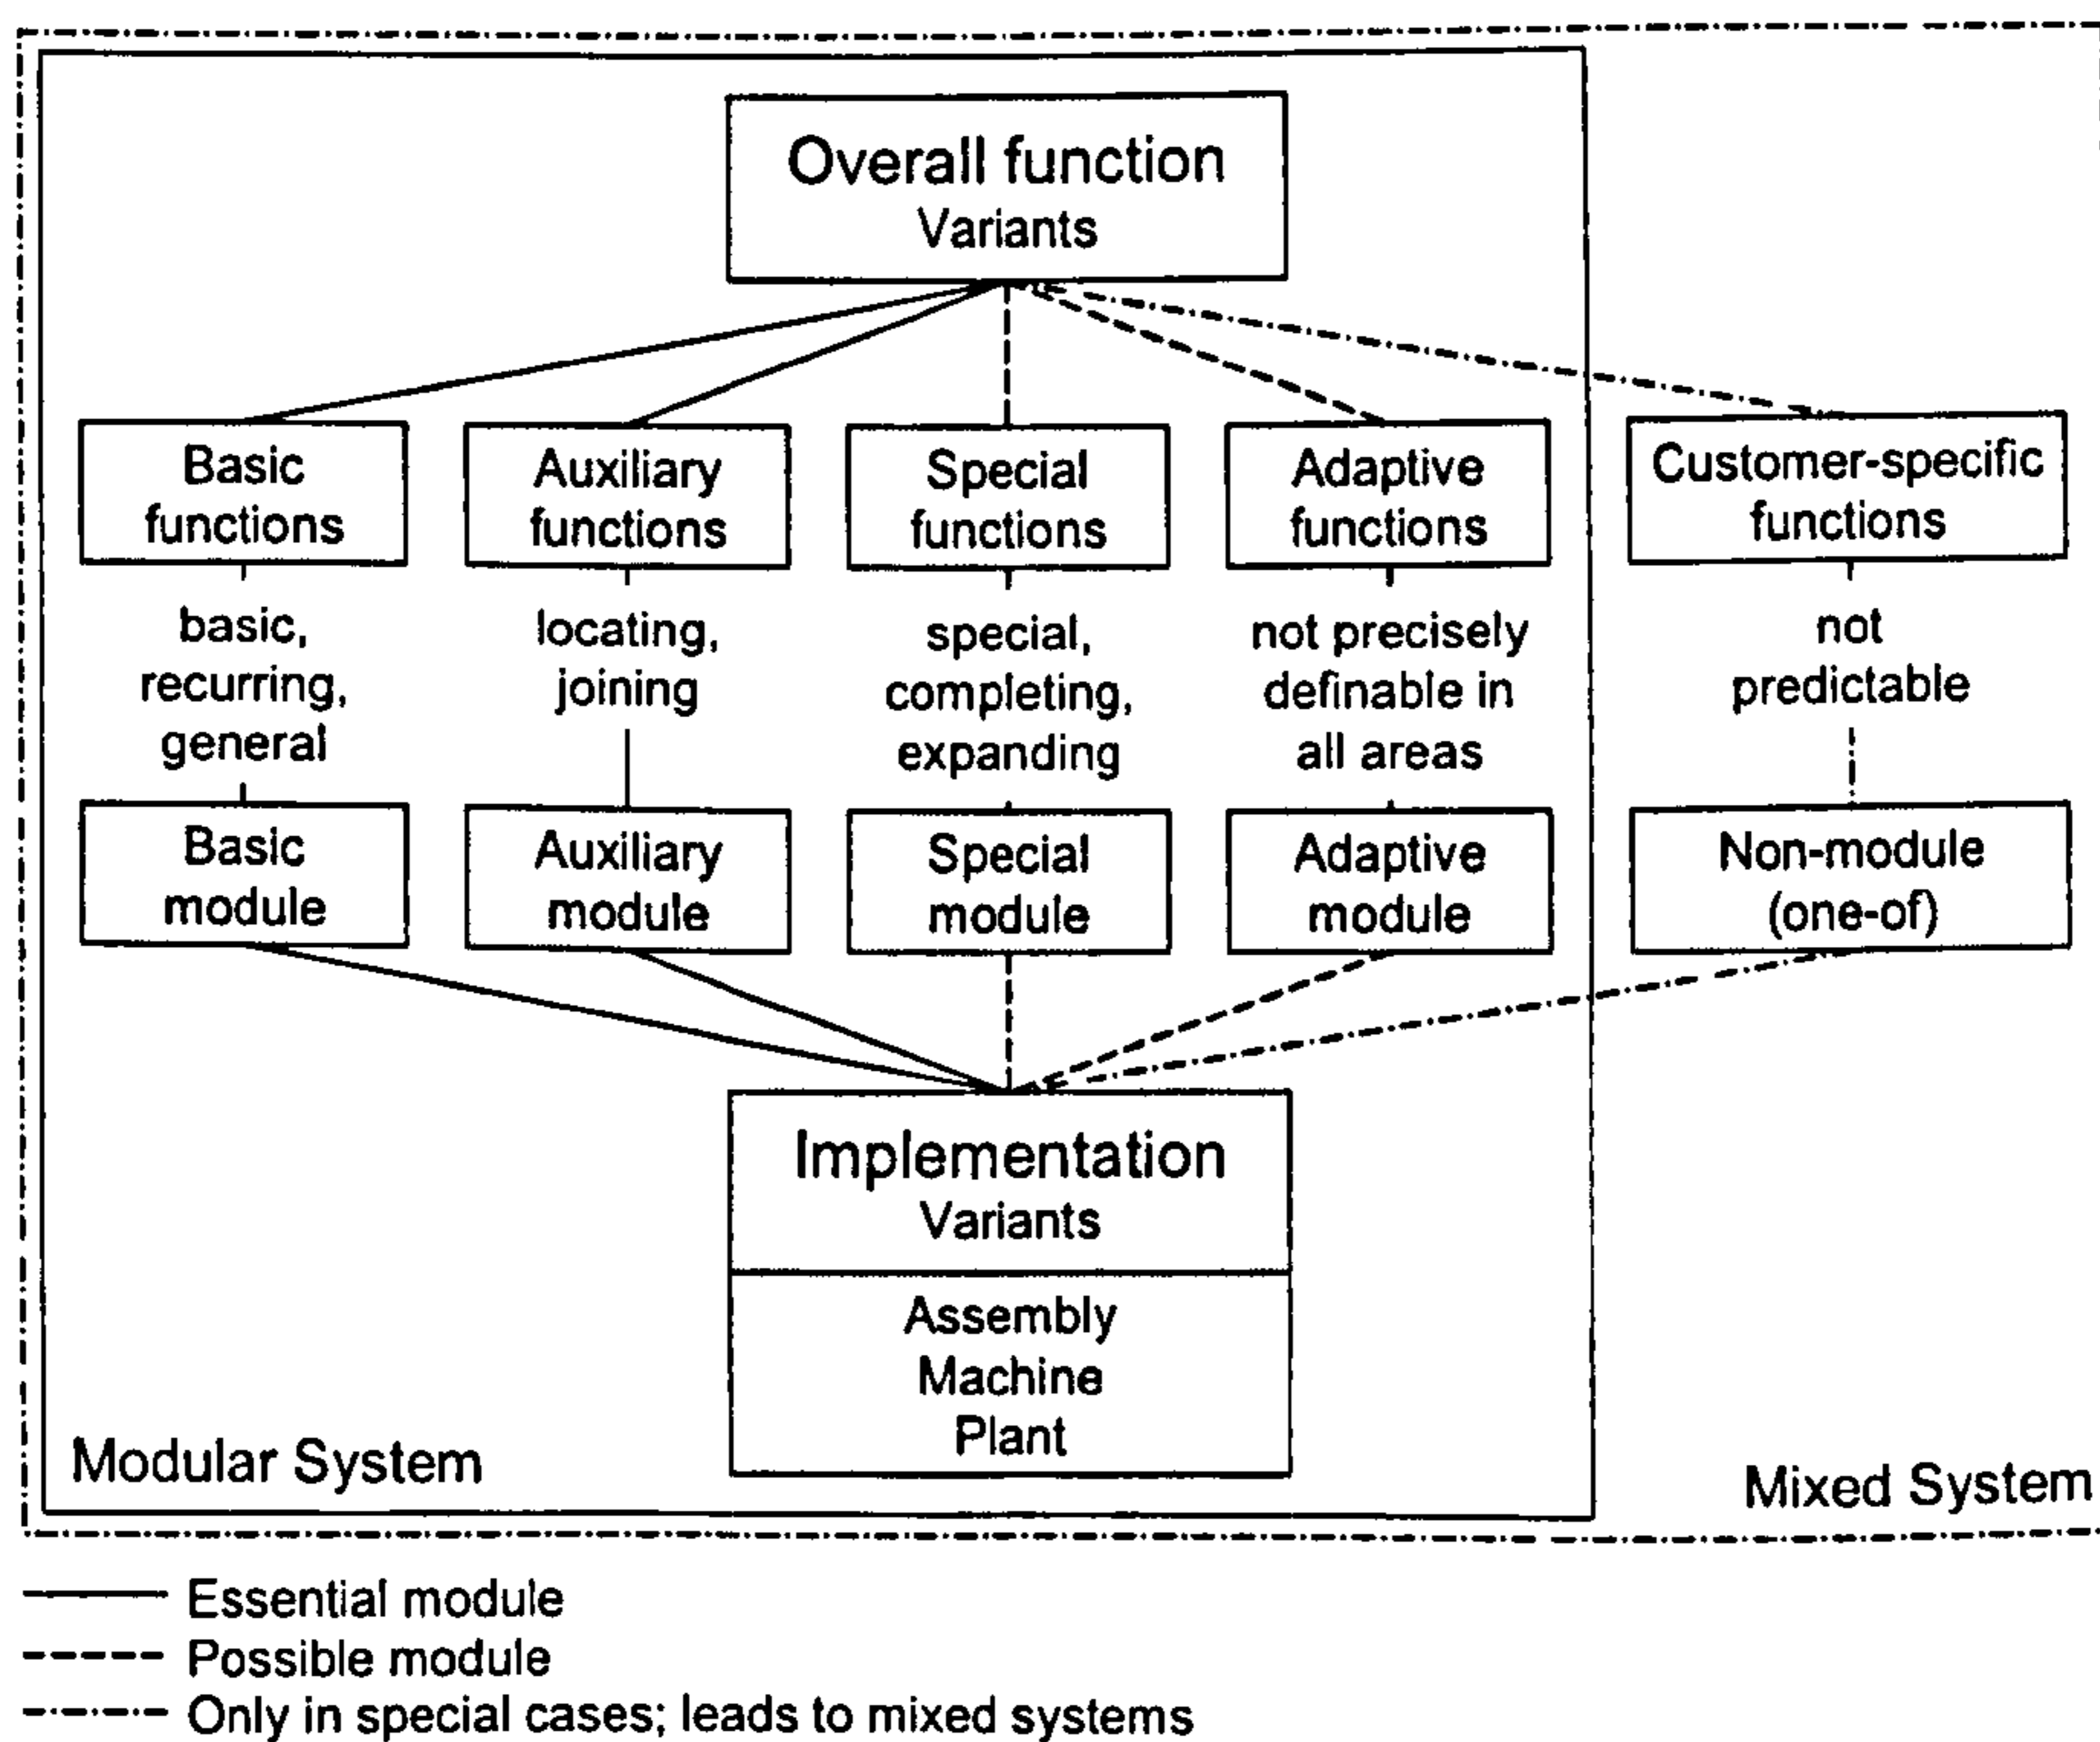 Overall function
Variants
Basic
functions
Auxiliary
functions
Special
functions
Adaptive
functions
Customer-specific
functions
basic,
recurring,
general
locating,
joining
special,
completing,
expanding
not precisely
definable in
all areas
not
predictable
Basic
module
Auxiliary
module
Special
module
Adaptive
module
Non-module
(one-of)
Implementation
Variants
Assembly
Machine
Plant
Modular System
Mixed System
Essential module
Possible module
Only in special cases; leads to mixed systems